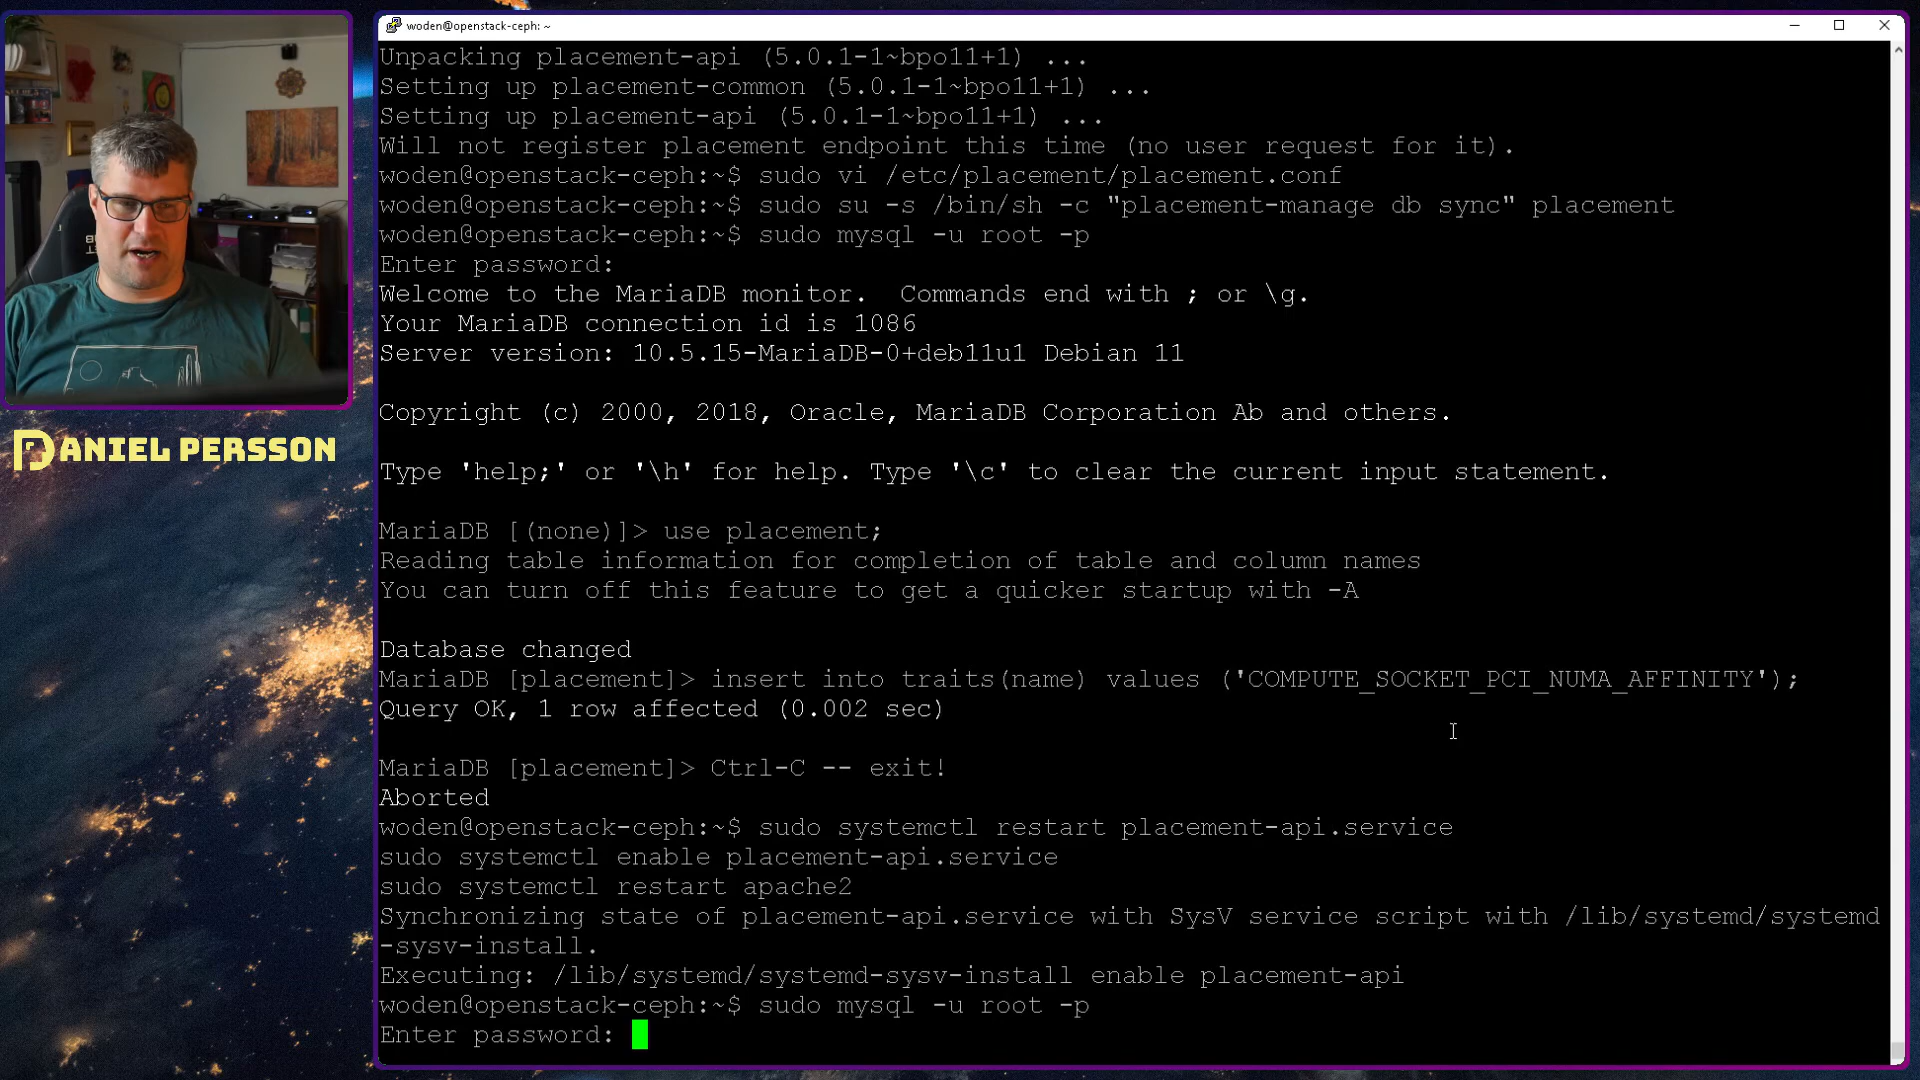 woden@openstack-ceph: ~
Unpacking placement-api (5.0.1-1~bpo11+1) ...
Setting up placement-common (5.0.1-1~bpo11+1) ...
Setting up placement-api (5.0.1-1~bpo11+1) ...
Will not register placement endpoint this time (no user request for it).
woden@openstack-ceph:~$ sudo vi /etc/placement/placement.conf
woden@openstack-ceph:~$ sudo su -s /bin/sh -c "placement-manage db sync" placement
woden@openstack-ceph:~$ sudo mysql -u root -p
Enter password:
Welcome to the MariaDB monitor.  Commands end with ; or \g.
Your MariaDB connection id is 1086
Server version: 10.5.15-MariaDB-0+deb11u1 Debian 11
Copyright (c) 2000, 2018, Oracle, MariaDB Corporation Ab and others.
Type 'help;' or '\h' for help. Type '\c' to clear the current input statement.
MariaDB [(none)]> use placement;
Reading table information for completion of table and column names
You can turn off this feature to get a quicker startup with -A
Database changed
MariaDB [placement]> insert into traits(name) values ('COMPUTE_SOCKET_PCI_NUMA_AFFINITY');
Query OK, 1 row affected (0.002 sec)
MariaDB [placement]> Ctrl-C -- exit!
Aborted
woden@openstack-ceph:~$ sudo systemctl restart placement-api.service
sudo systemctl enable placement-api.service
sudo systemctl restart apache2
Synchronizing state of placement-api.service with SysV service script with /lib/systemd/systemd
-sysv-install.
Executing: /lib/systemd/systemd-sysv-install enable placement-api
woden@openstack-ceph:~$ sudo mysql -u root -p
Enter password:
DANIEL PERSSON